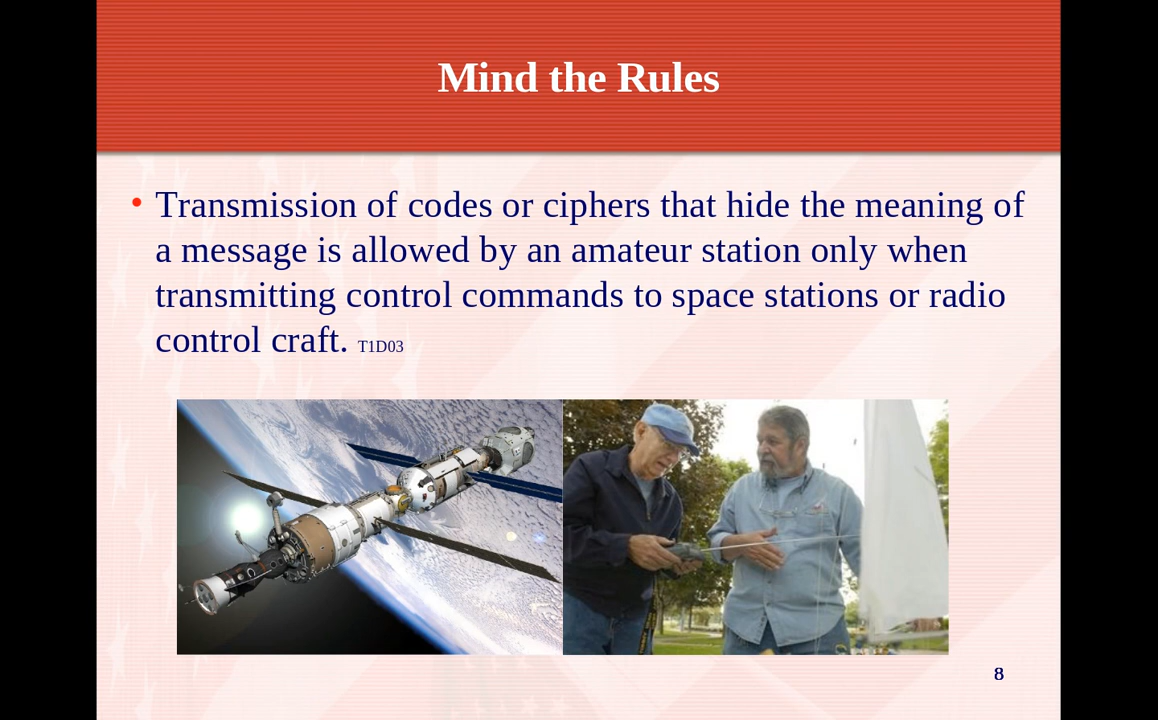 Mind the Rules
• Transmission of codes or ciphers that hide the meaning of
a message is allowed by an amateur station only when
transmitting control commands to space stations or radio
control craft. T1D03
8